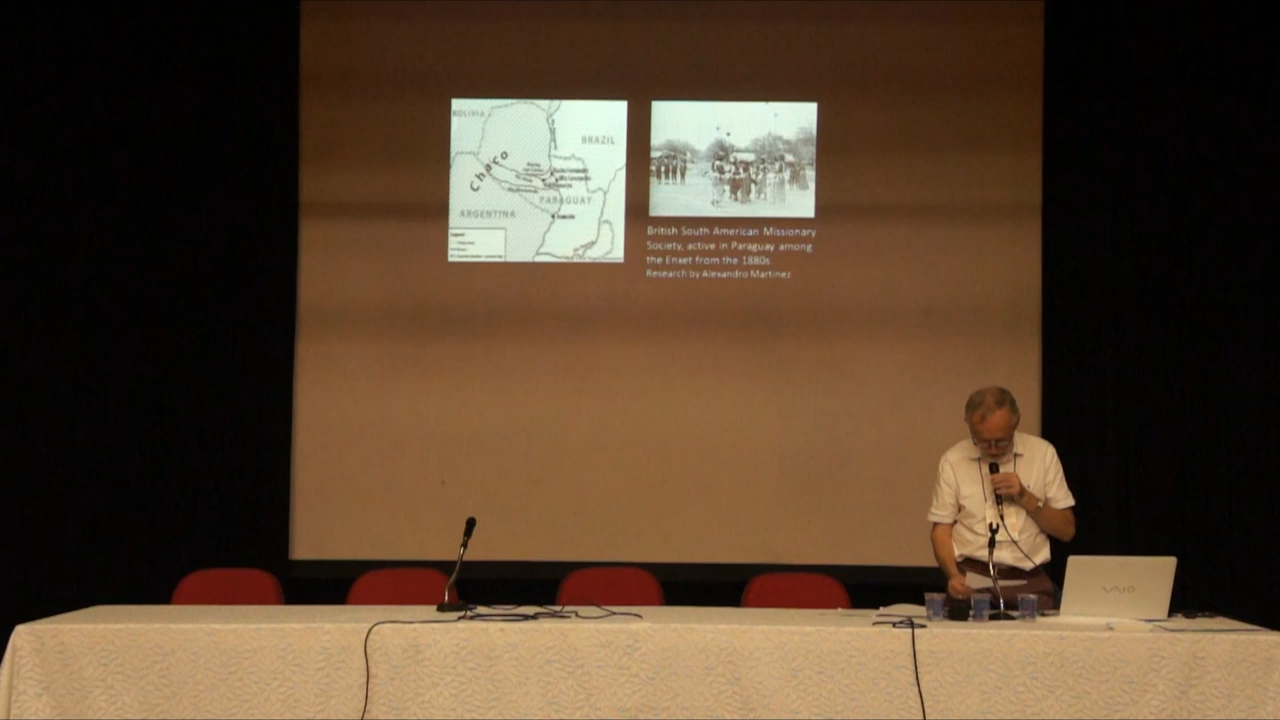 BOLIVIA
BRAZIL
Chaco
PARAGUAY
ARGENTINA
British South American Missionary
Society, active in Paraguay among
the Enxet from the 1880s
Research by Alexandro Martinez
VAIO